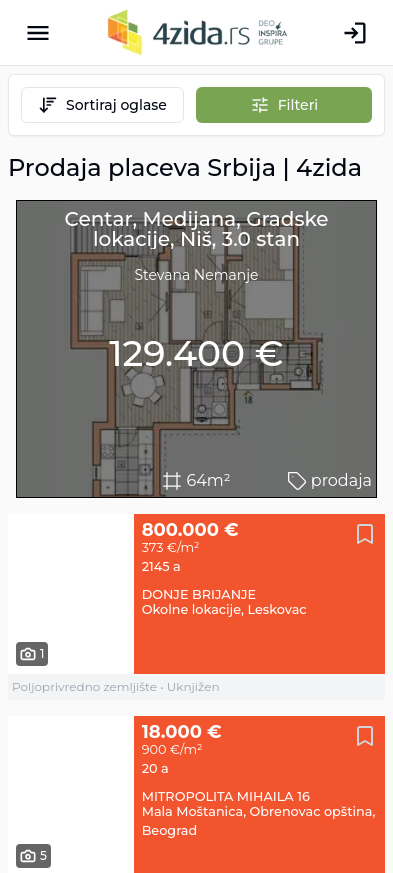 4zida.rs DEO INSPIRA GRUPE
Sortiraj oglase
Filteri
Prodaja placeva Srbija | 4zida
Centar, Medijana, Gradske
lokacije, Niš, 3.0 stan
Stevana Nemanje
129.400 €
64m²
prodaja
800.000 €
373 €/m²
2145 a
DONJE BRIJANJE
Okolne lokacije, Leskovac
1
Poljoprivredno zemljište • Uknjižen
18.000 €
900 €/m²
20 a
MITROPOLITA MIHAILA 16
Mala Moštanica, Obrenovac opština,
Beograd
5